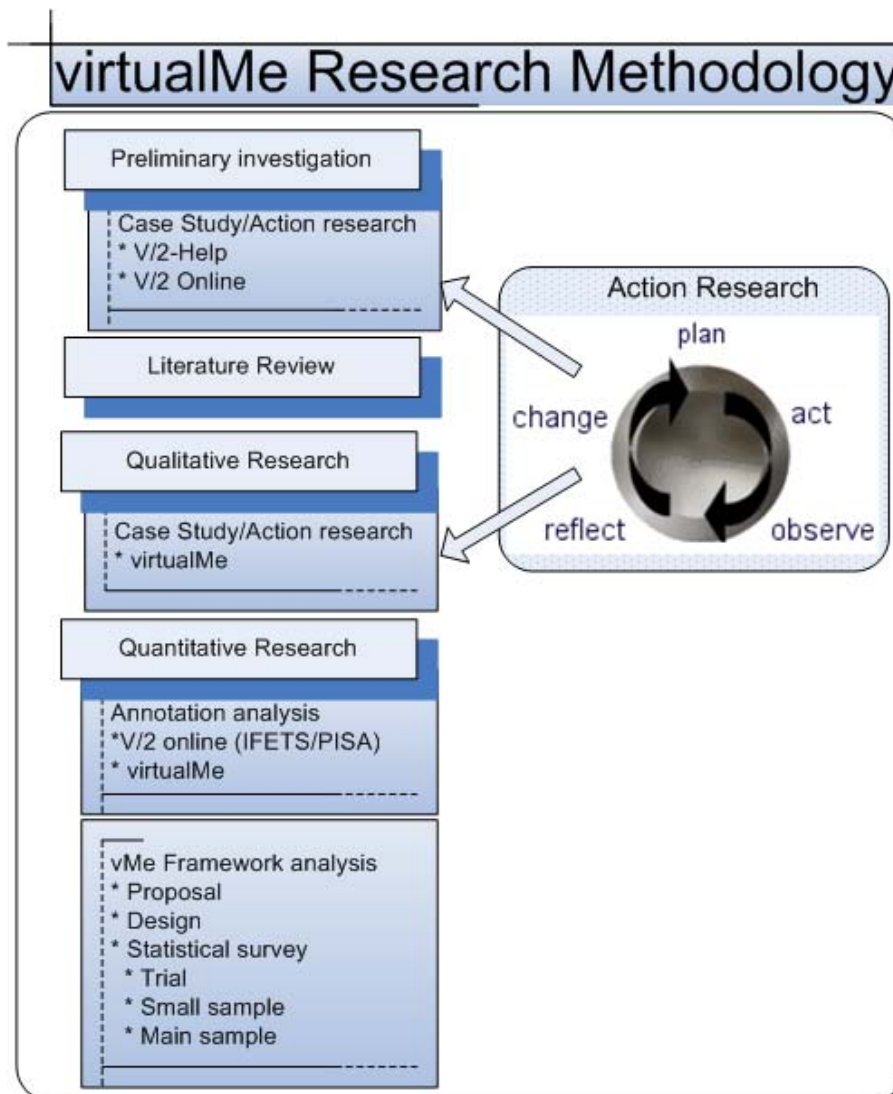 virtualMe Research Methodology
Preliminary investigation
Case Study/Action research
* V/2-Help
* V/2 Online
Literature Review
Qualitative Research
Case Study/Action research
* virtualMe
Quantitative Research
Annotation analysis
*V/2 online (IFETS/PISA)
* virtualMe
vMe Framework analysis
* Proposal
* Design
* Statistical survey
* Trial
* Small sample
* Main sample
Action Research
plan
act
observe
reflect
change